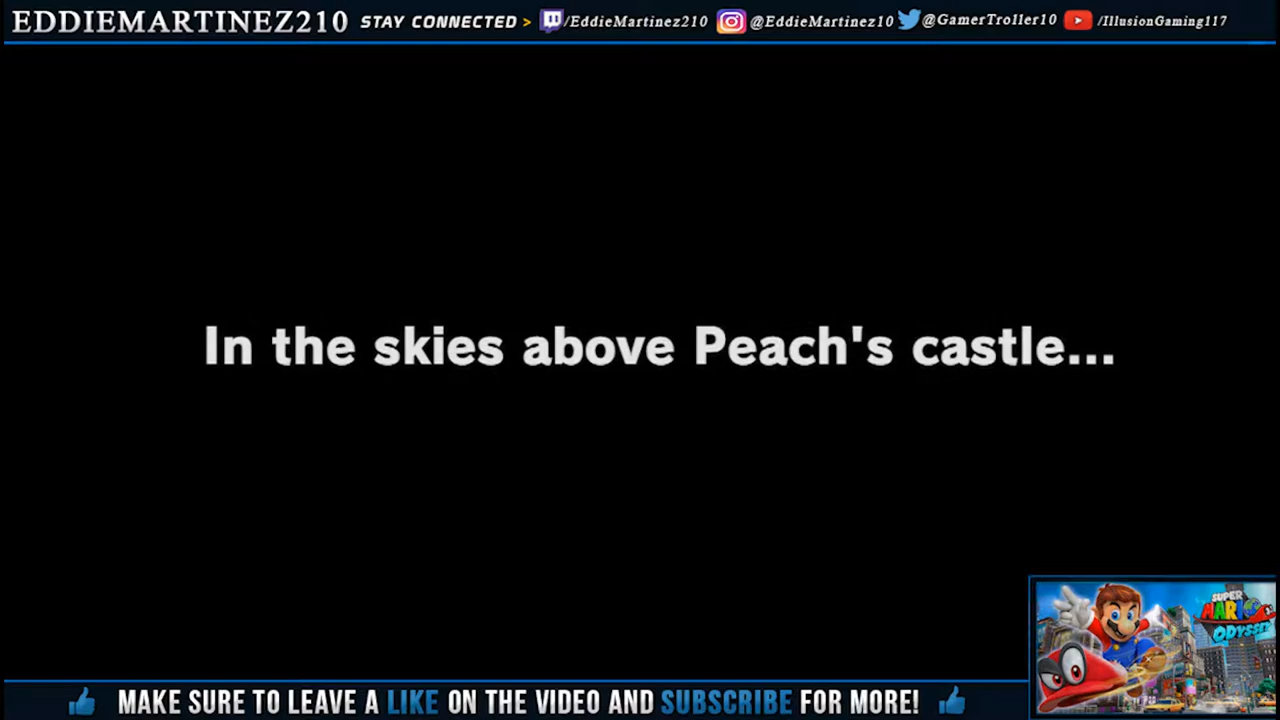 EDDIEMARTINEZ210 STAY CONNECTED > /EddieMartinez210 @EddieMartinez10 @GamerTroller10 /IllusionGaming117
In the skies above Peach's castle...
SUPER
MARIO
ODYSSEY
MAKE SURE TO LEAVE A LIKE ON THE VIDEO AND SUBSCRIBE FOR MORE!